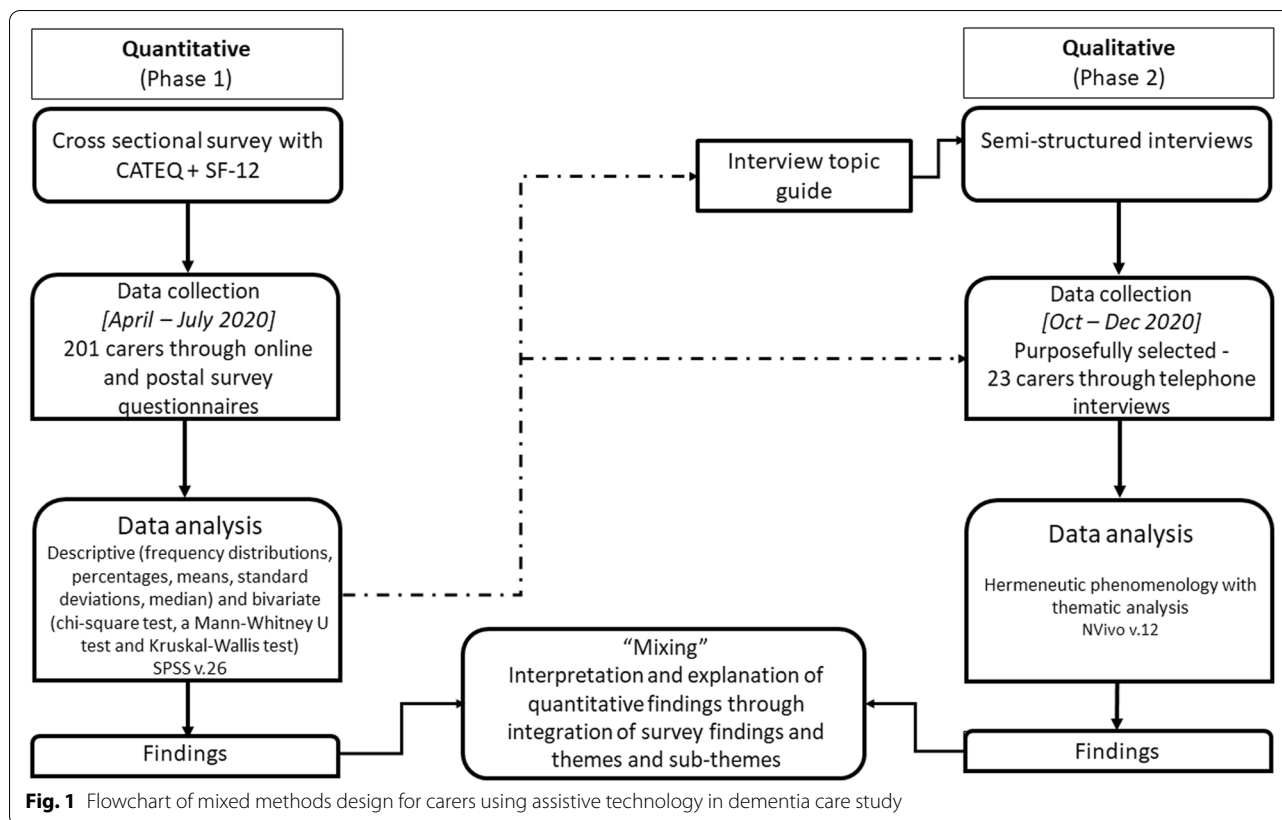 Quantitative
(Phase 1)
Cross sectional survey with
CATEQ + SF-12
Data collection
[April – July 2020]
201 carers through online
and postal survey
questionnaires
Data analysis
Descriptive (frequency distributions,
percentages, means, standard
deviations, median) and bivariate
(chi-square test, a Mann-Whitney U
test and Kruskal-Wallis test)
SPSS v.26
Findings
Interview topic
guide
Qualitative
(Phase 2)
Semi-structured interviews
Data collection
[Oct – Dec 2020]
Purposefully selected -
23 carers through telephone
interviews
Data analysis
Hermeneutic phenomenology with
thematic analysis
NVivo v.12
Findings
“Mixing”
Interpretation and explanation of
quantitative findings through
integration of survey findings and
themes and sub-themes
Fig. 1 Flowchart of mixed methods design for carers using assistive technology in dementia care study